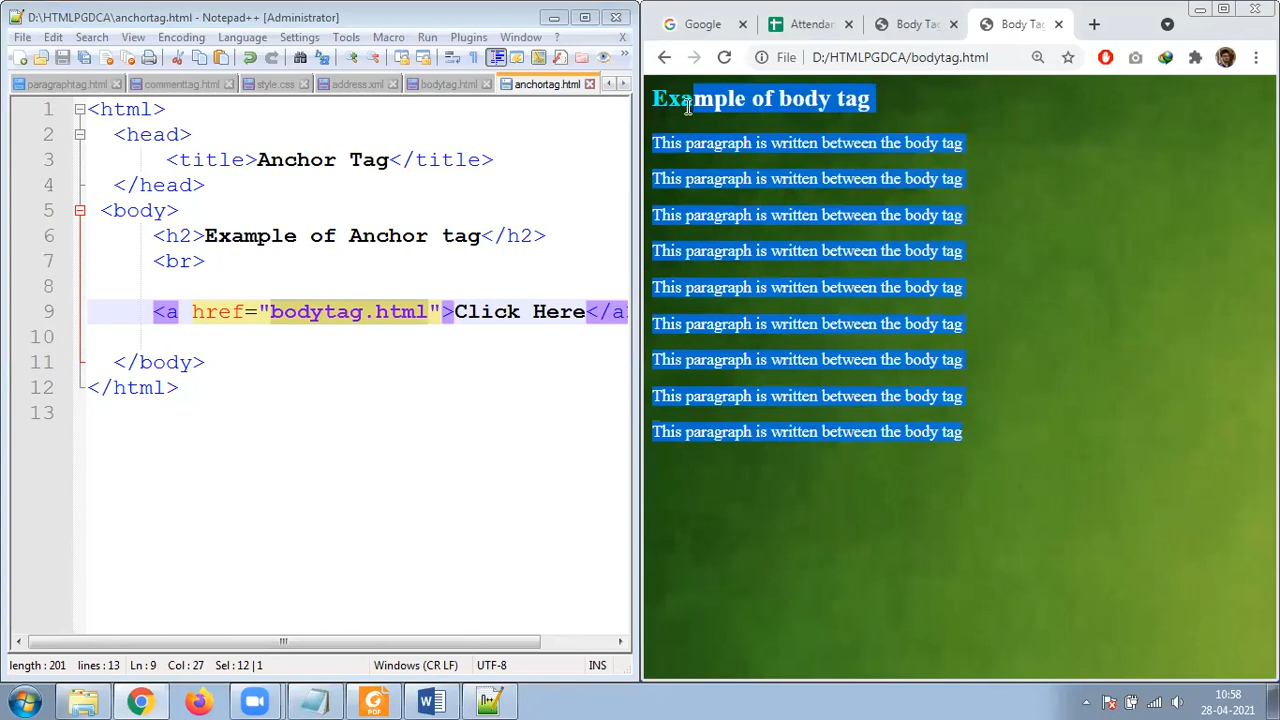 D:\HTMLPGDCA\anchortag.html - Notepad++ [Administrator]
File Edit Search View Encoding Language Settings Tools Macro Run Plugins Window ? X
paragraphtag.html commenttag.html style.css address.xml bodytag.html anchortag.html
1 <html>
2 <head>
3 <title>Anchor Tag</title>
4 </head>
5 <body>
6 <h2>Example of Anchor tag</h2>
7 <br>
8
9 <a href="bodytag.html">Click Here</a
10
11 </body>
12 </html>
13
length : 201 lines : 13 Ln : 9 Col : 27 Sel : 12 | 1 Windows (CR LF) UTF-8 INS
Google Attendan Body Tag Body Tag
File D:/HTMLPGDCA/bodytag.html
Example of body tag
This paragraph is written between the body tag
This paragraph is written between the body tag
This paragraph is written between the body tag
This paragraph is written between the body tag
This paragraph is written between the body tag
This paragraph is written between the body tag
This paragraph is written between the body tag
This paragraph is written between the body tag
This paragraph is written between the body tag
PDF
10:58
28-04-2021